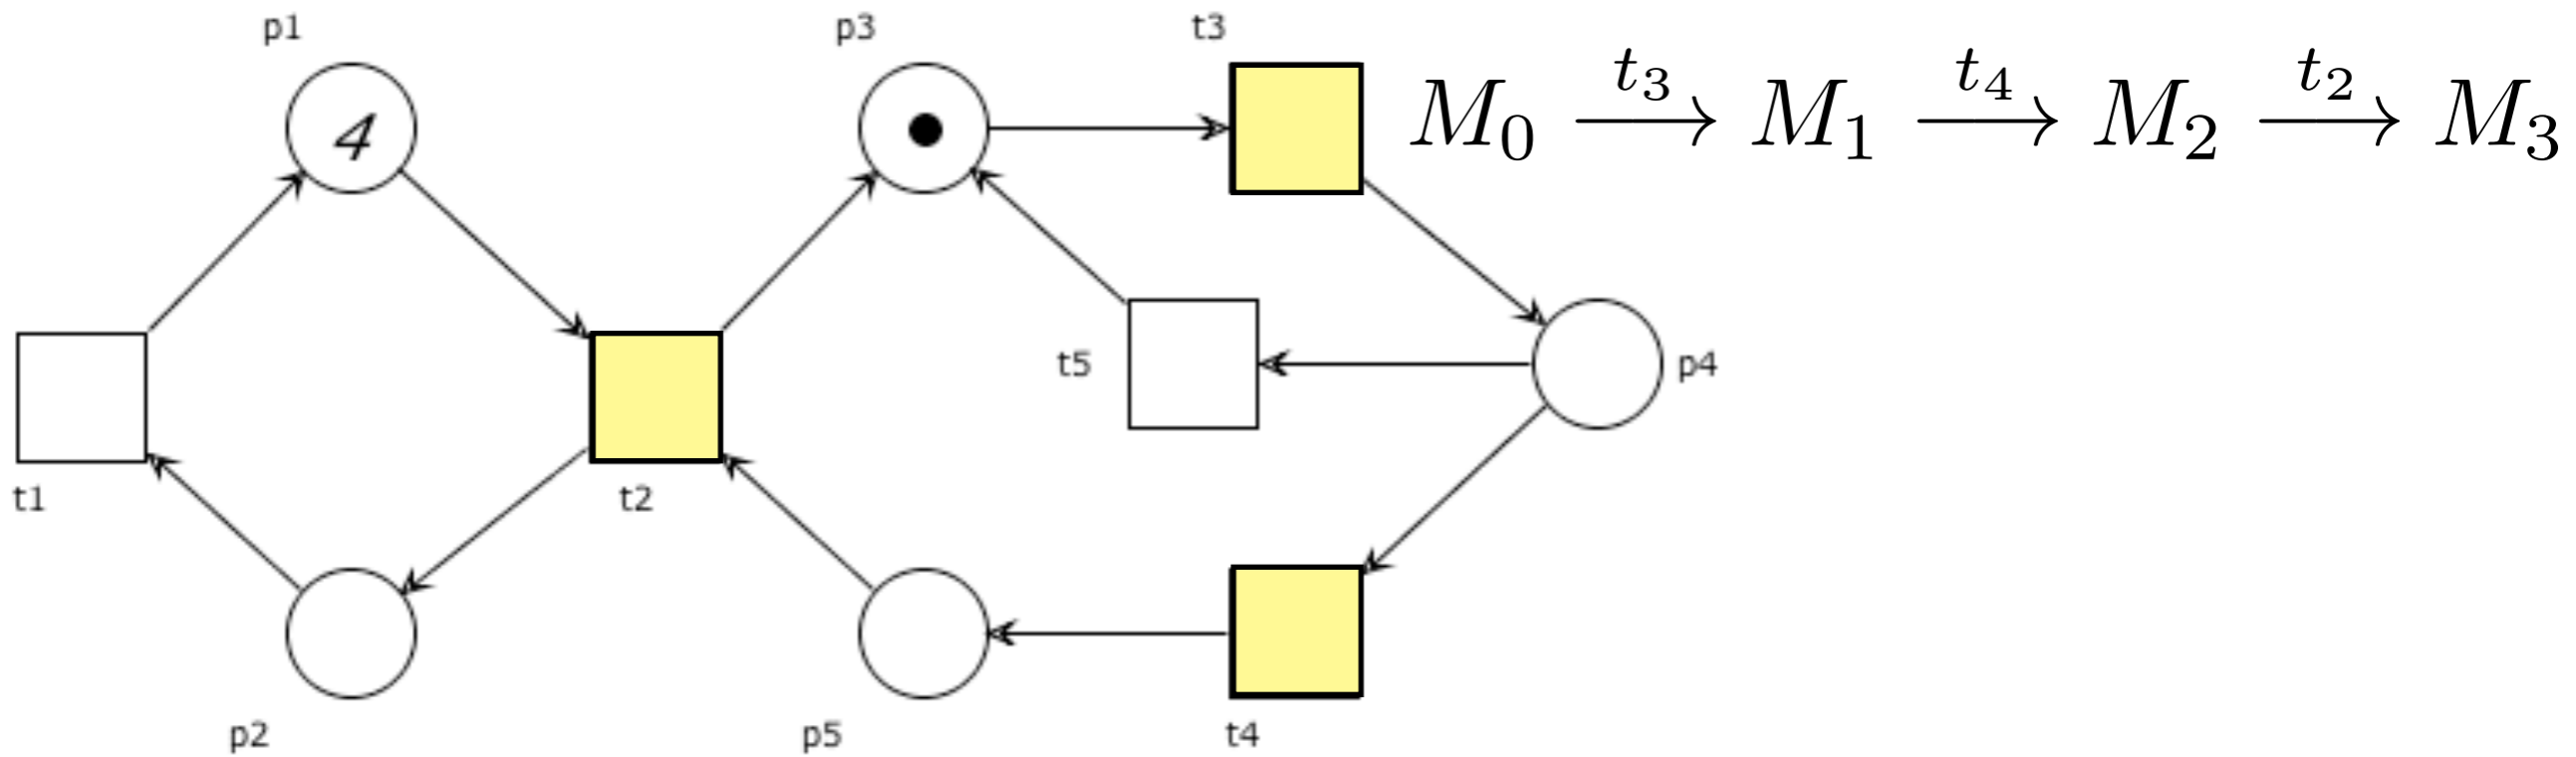 p1 p3 t3
4 M₀ —t₃→ M₁ —t₄→ M₂ —t₂→ M₃
t5 p4
t1 t2
p2 p5 t4